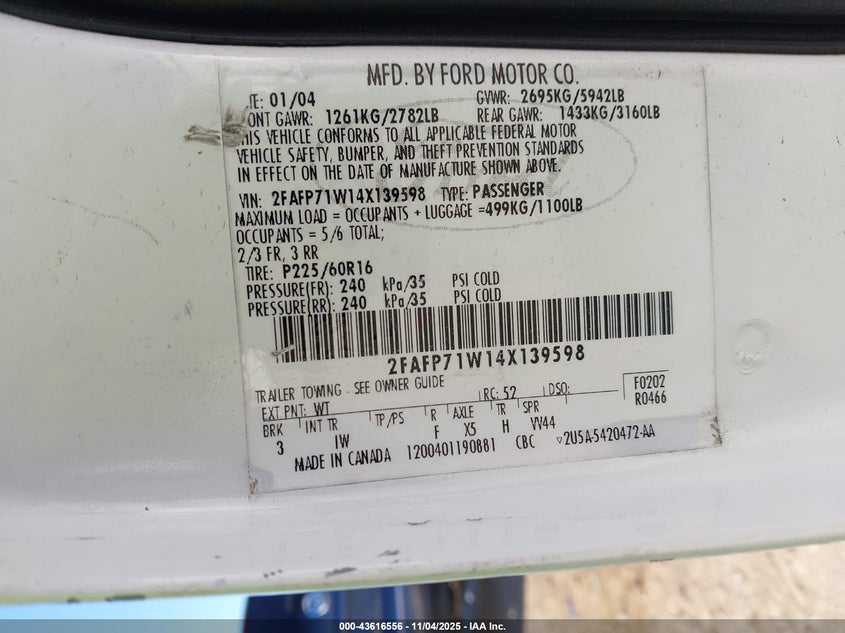 MFD. BY FORD MOTOR CO.
TE: 01/04 GVWR: 2695KG/5942LB
ONT GAWR: 1261KG/2782LB REAR GAWR: 1433KG/3160LB
HIS VEHICLE CONFORMS TO ALL APPLICABLE FEDERAL MOTOR
VEHICLE SAFETY, BUMPER, AND THEFT PREVENTION STANDARDS
IN EFFECT ON THE DATE OF MANUFACTURE SHOWN ABOVE.
VIN: 2FAFP71W14X139598 TYPE: PASSENGER
MAXIMUM LOAD = OCCUPANTS + LUGGAGE =499KG/1100LB
OCCUPANTS = 5/6 TOTAL;
2/3 FR, 3 RR
TIRE: P225/60R16
PRESSURE(FR): 240 kPa/35 PSI COLD
PRESSURE(RR): 240 kPa/35 PSI COLD
2FAFP71W14X139598
TRAILER TOWING - SEE OWNER GUIDE
EXT PNT: WT RC: 52 DSO: F0202
R0466
BRK INT TR TP/PS R AXLE TR SPR
3 IW F X5 H VV44
MADE IN CANADA 1200401190881 CBC ▽2U5A-5420472-AA
000-43616556 - 11/04/2025 - IAA Inc.